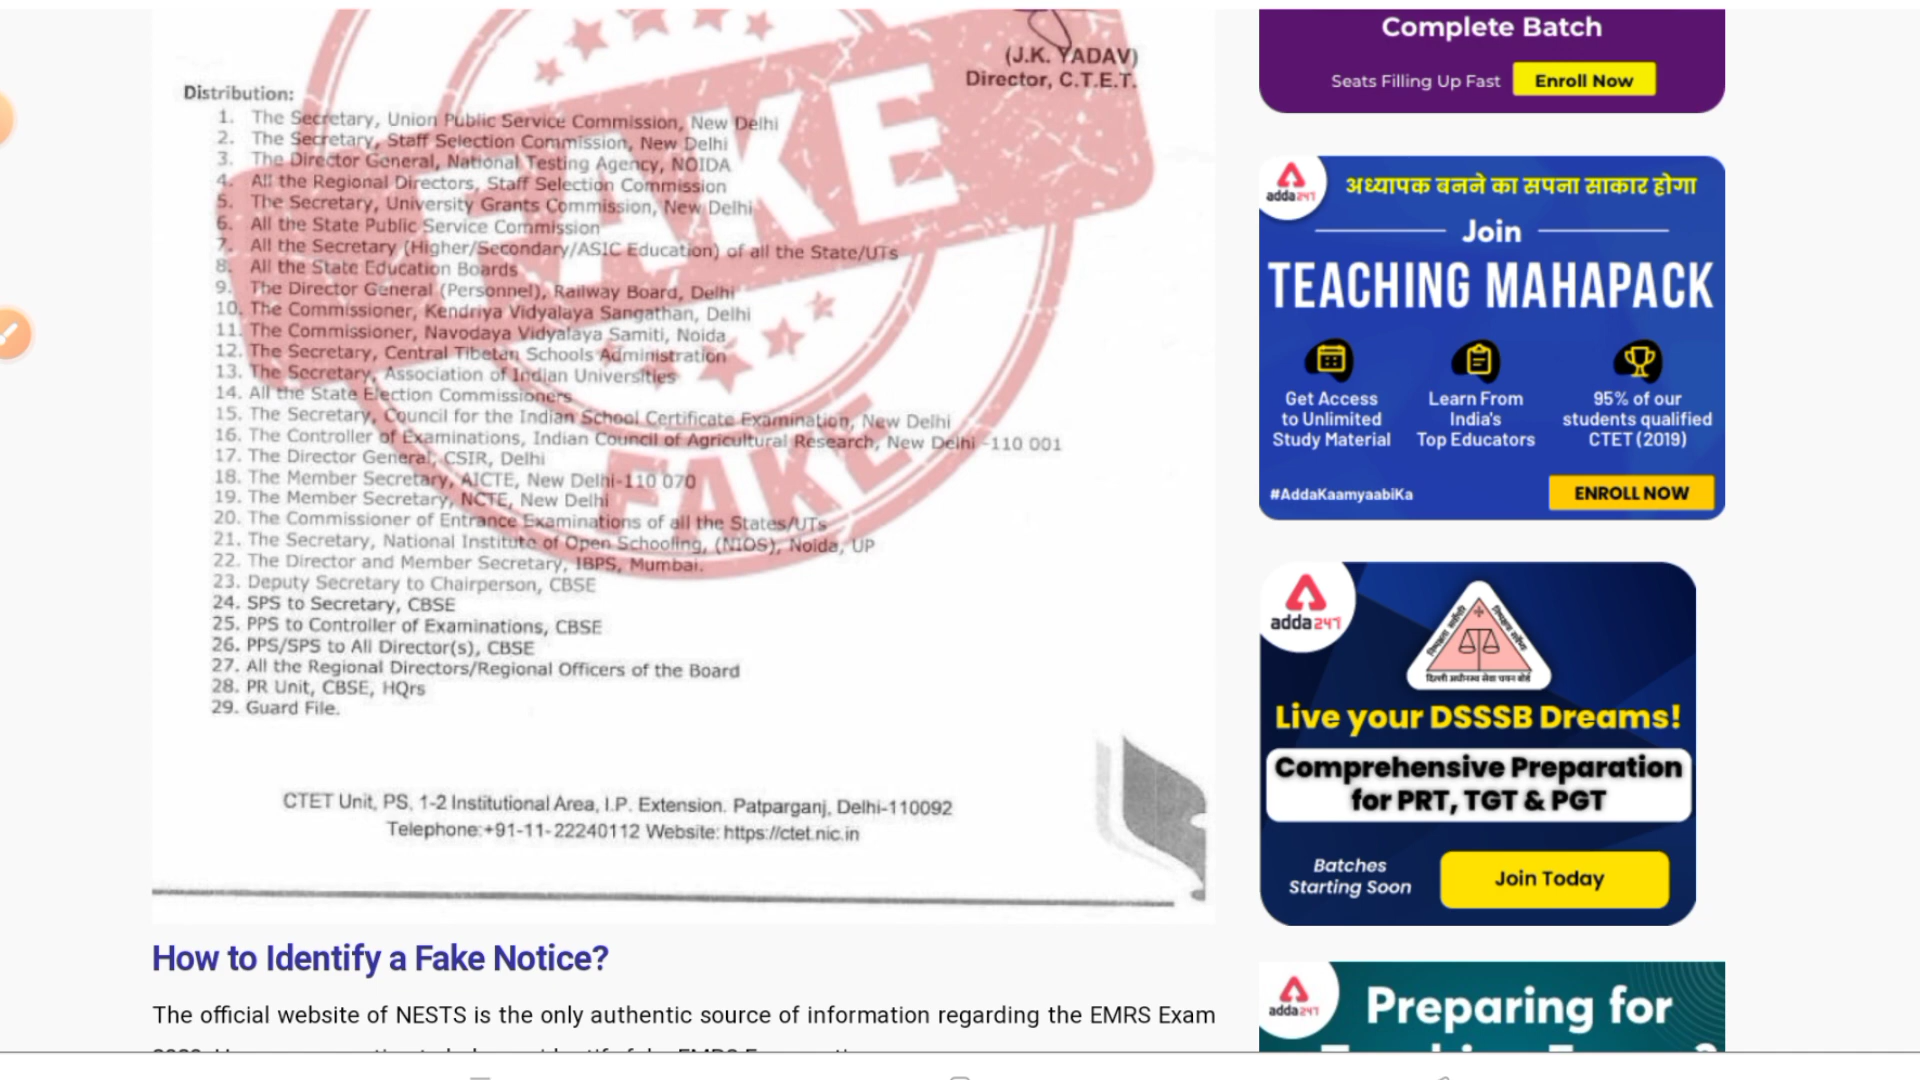 (J.K. YADAV)
Director, C.T.E.T.
Distribution:
1. The Secretary, Union Public Service Commission, New Delhi
2. The Secretary, Staff Selection Commission, New Delhi
3. The Director General, National Testing Agency, NOIDA
4. All the Regional Directors, Staff Selection Commission
5. The Secretary, University Grants Commission, New Delhi
6. All the State Public Service Commission
7. All the Secretary (Higher/Secondary/ASIC Education) of all the State/UTs
8. All the State Education Boards
9. The Director General (Personnel), Railway Board, Delhi
10. The Commissioner, Kendriya Vidyalaya Sangathan, Delhi
11. The Commissioner, Navodaya Vidyalaya Samiti, Noida
12. The Secretary, Central Tibetan Schools Administration
13. The Secretary, Association of Indian Universities
14. All the State Election Commissioners
15. The Secretary, Council for the Indian School Certificate Examination, New Delhi
16. The Controller of Examinations, Indian Council of Agricultural Research, New Delhi -110 001
17. The Director General, CSIR, Delhi
18. The Member Secretary, AICTE, New Delhi-110 070
19. The Member Secretary, NCTE, New Delhi
20. The Commissioner of Entrance Examinations of all the States/UTs
21. The Secretary, National Institute of Open Schooling, (NIOS), Noida, UP
22. The Director and Member Secretary, IBPS, Mumbai.
23. Deputy Secretary to Chairperson, CBSE
24. SPS to Secretary, CBSE
25. PPS to Controller of Examinations, CBSE
26. PPS/SPS to All Director(s), CBSE
27. All the Regional Directors/Regional Officers of the Board
28. PR Unit, CBSE, HQrs
29. Guard File.
FAKE
FAKE
CTET Unit, PS, 1-2 Institutional Area, I.P. Extension. Patparganj, Delhi-110092
Telephone:+91-11-22240112 Website: https://ctet.nic.in
How to Identify a Fake Notice?
The official website of NESTS is the only authentic source of information regarding the EMRS Exam
Complete Batch
Seats Filling Up Fast
Enroll Now
adda247
अध्यापक बनने का सपना साकार होगा
Join
TEACHING MAHAPACK
Get Access
to Unlimited
Study Material
Learn From
India's
Top Educators
95% of our
students qualified
CTET (2019)
#AddaKaamyaabiKa
ENROLL NOW
adda247
दिल्ली अधीनस्थ सेवा चयन बोर्ड
Live your DSSSB Dreams!
Comprehensive Preparation
for PRT, TGT & PGT
Batches
Starting Soon
Join Today
adda247
Preparing for